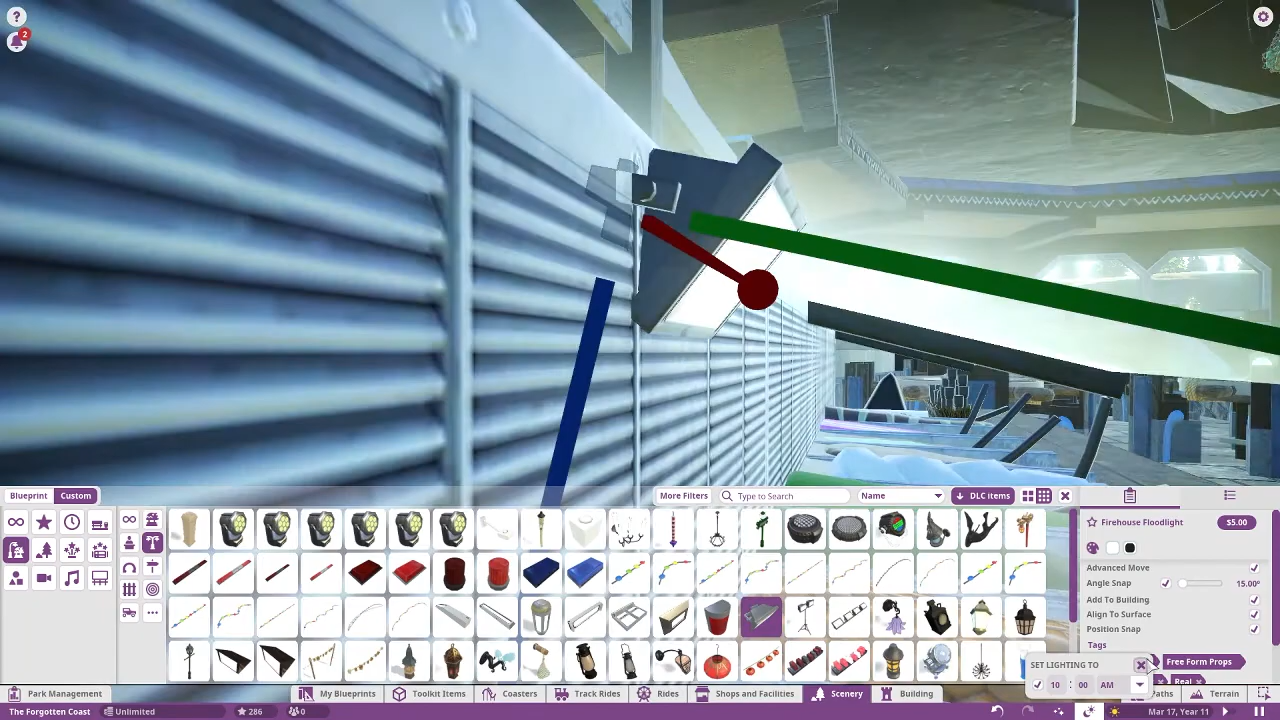 ?
2
Blueprint Custom
More Filters Type to Search Name DLC items
Firehouse Floodlight $5.00
Advanced Move
Angle Snap 15.00°
Add To Building
Align To Surface
Position Snap
Tags
Free Form Props
SET LIGHTING TO
10 : 00 AM
Park Management My Blueprints Toolkit Items Coasters Track Rides Rides Shops and Facilities Scenery Building Paths Terrain
The Forgotten Coast Unlimited 286 0 Mar 17, Year 11